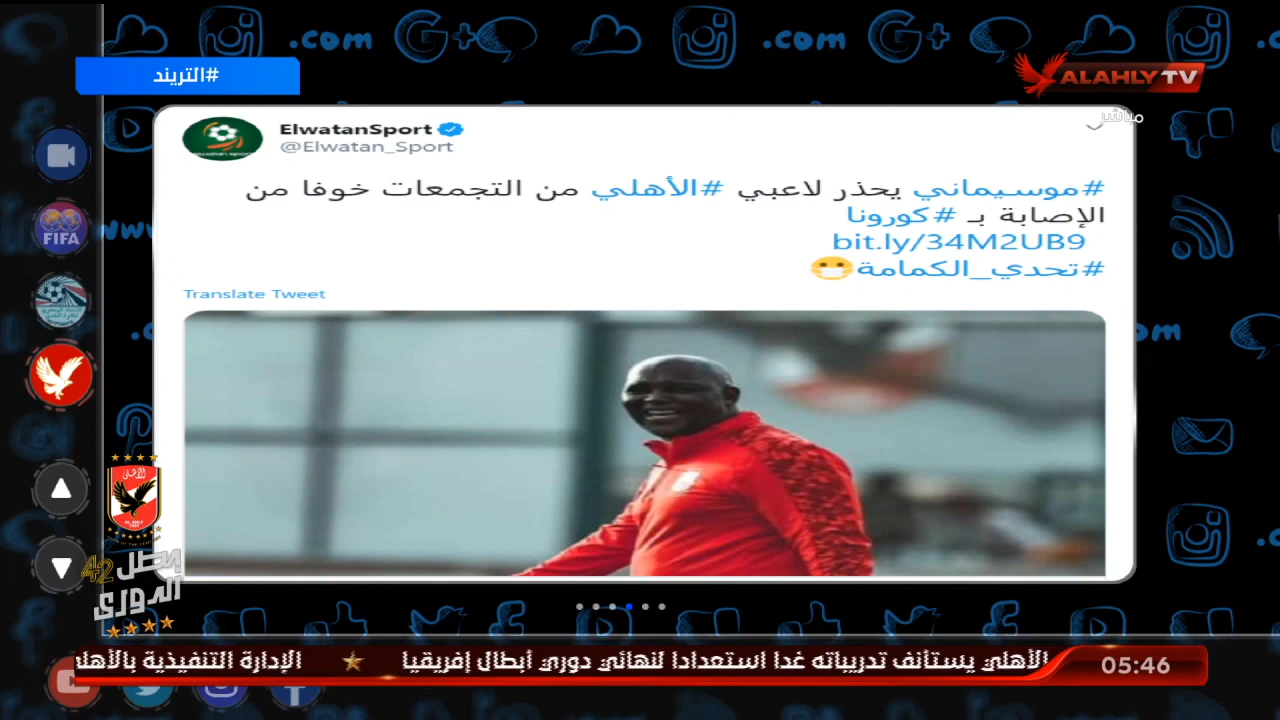 #التريند
ALAHLY TV
مباشر
ElwatanSport
@Elwatan_Sport
#موسيماني يحذر لاعبي #الأهلي من التجمعات خوفا من
الإصابة بـ #كورونا
bit.ly/34M2UB9
#تحدي_الكمامة😷
Translate Tweet
FIFA
بطل
الدورى
42
الأهلي يستأنف تدريباته غدا استعدادا لنهائي دوري أبطال إفريقيا
الإدارة التنفيذية بالأهلي
05:46